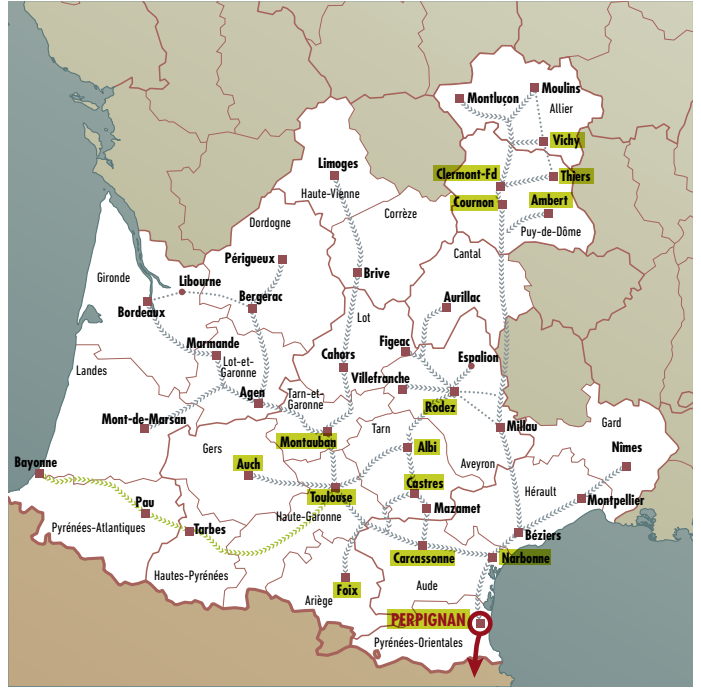 Moulins
Montluçon
Allier
Vichy
Limoges
Clermont-Fd
Thiers
Haute-Vienne
Ambert
Cournon
Corrèze
Dordogne
Puy-de-Dôme
Cantal
Périgueux
Gironde
Brive
Libourne
Bergerac
Aurillac
Bordeaux
Lot
Marmande
Figeac
Cahors
Espalion
Lot-et-
Garonne
Landes
Villefranche
Agen
Tarn-et-
Garonne
Rodez
Mont-de-Marsan
Tarn
Millau
Gard
Montauban
Gers
Albi
Nîmes
Auch
Aveyron
Bayonne
Castres
Hérault
Toulouse
Montpellier
Pau
Mazamet
Haute-Garonne
Pyrénées-Atlantiques
Tarbes
Béziers
Carcassonne
Narbonne
Hautes-Pyrénées
Foix
Aude
Ariège
PERPIGNAN
Pyrénées-Orientales